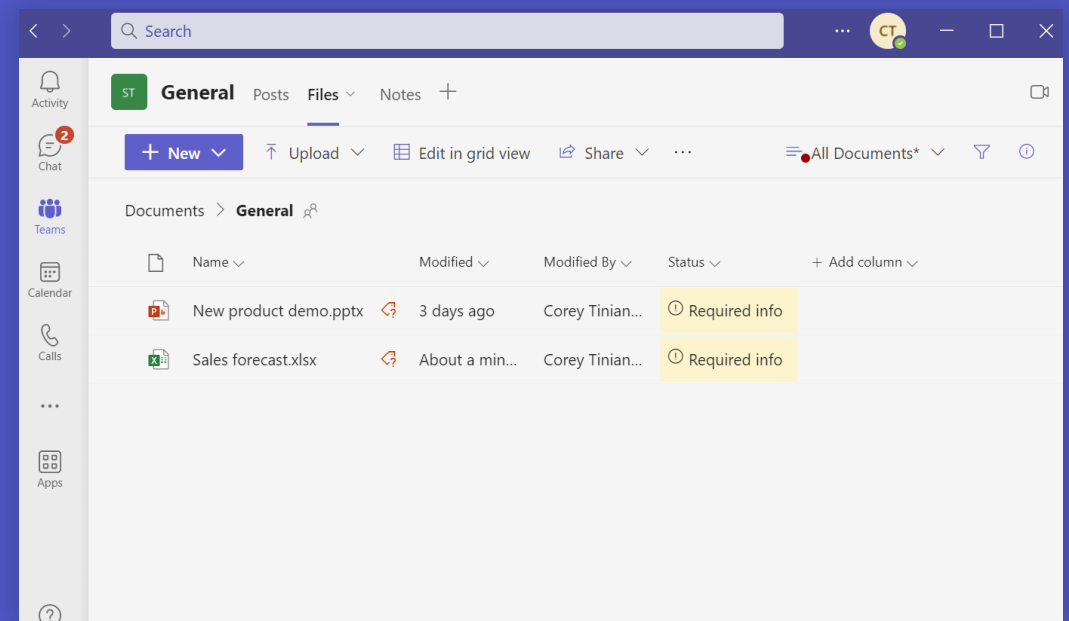 Search
CT
Activity
2
Chat
Teams
Calendar
Calls
Apps
ST General Posts Files Notes
New Upload Edit in grid view Share All Documents*
Documents > General
Name Modified Modified By Status + Add column
New product demo.pptx 3 days ago Corey Tinian... Required info
Sales forecast.xlsx About a min... Corey Tinian... Required info